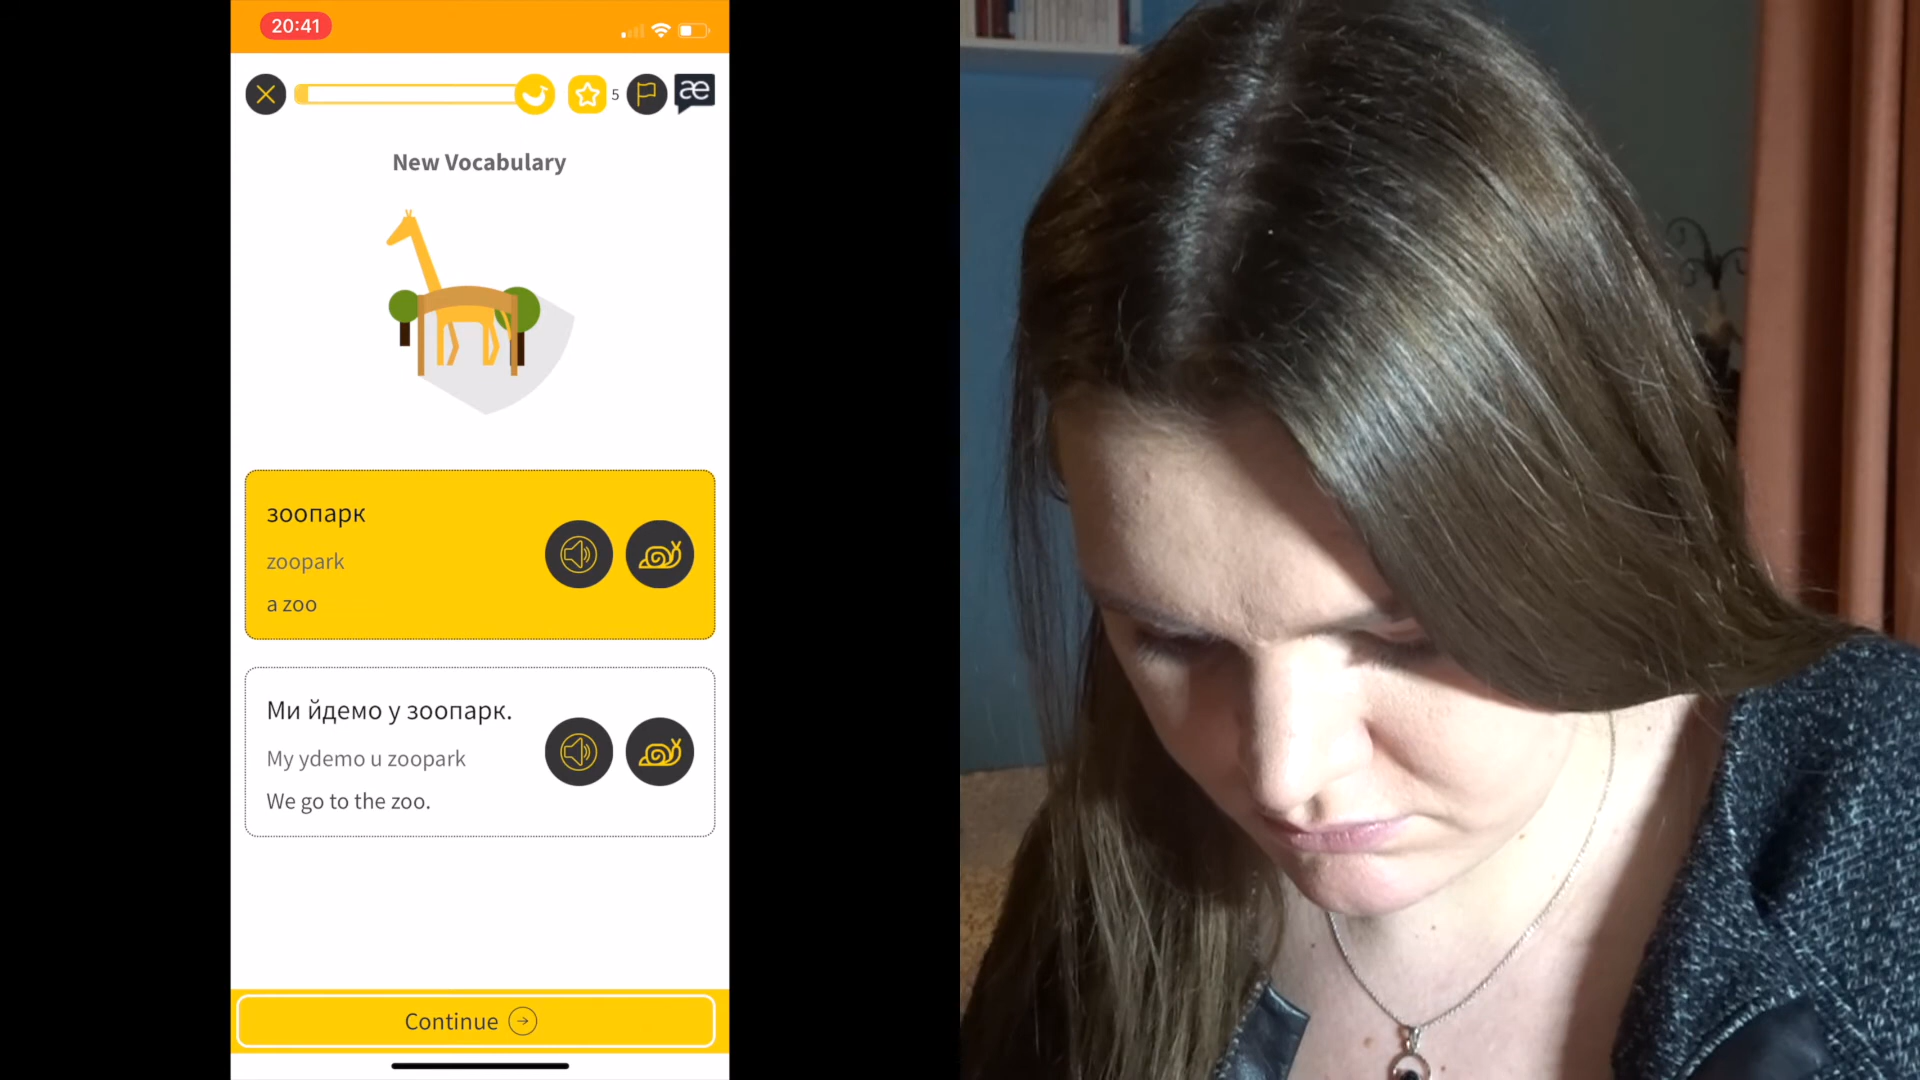 20:41
5
æ
New Vocabulary
зоопарк
zoopark
a zoo
Ми йдемо у зоопарк.
My ydemo u zoopark
We go to the zoo.
Continue